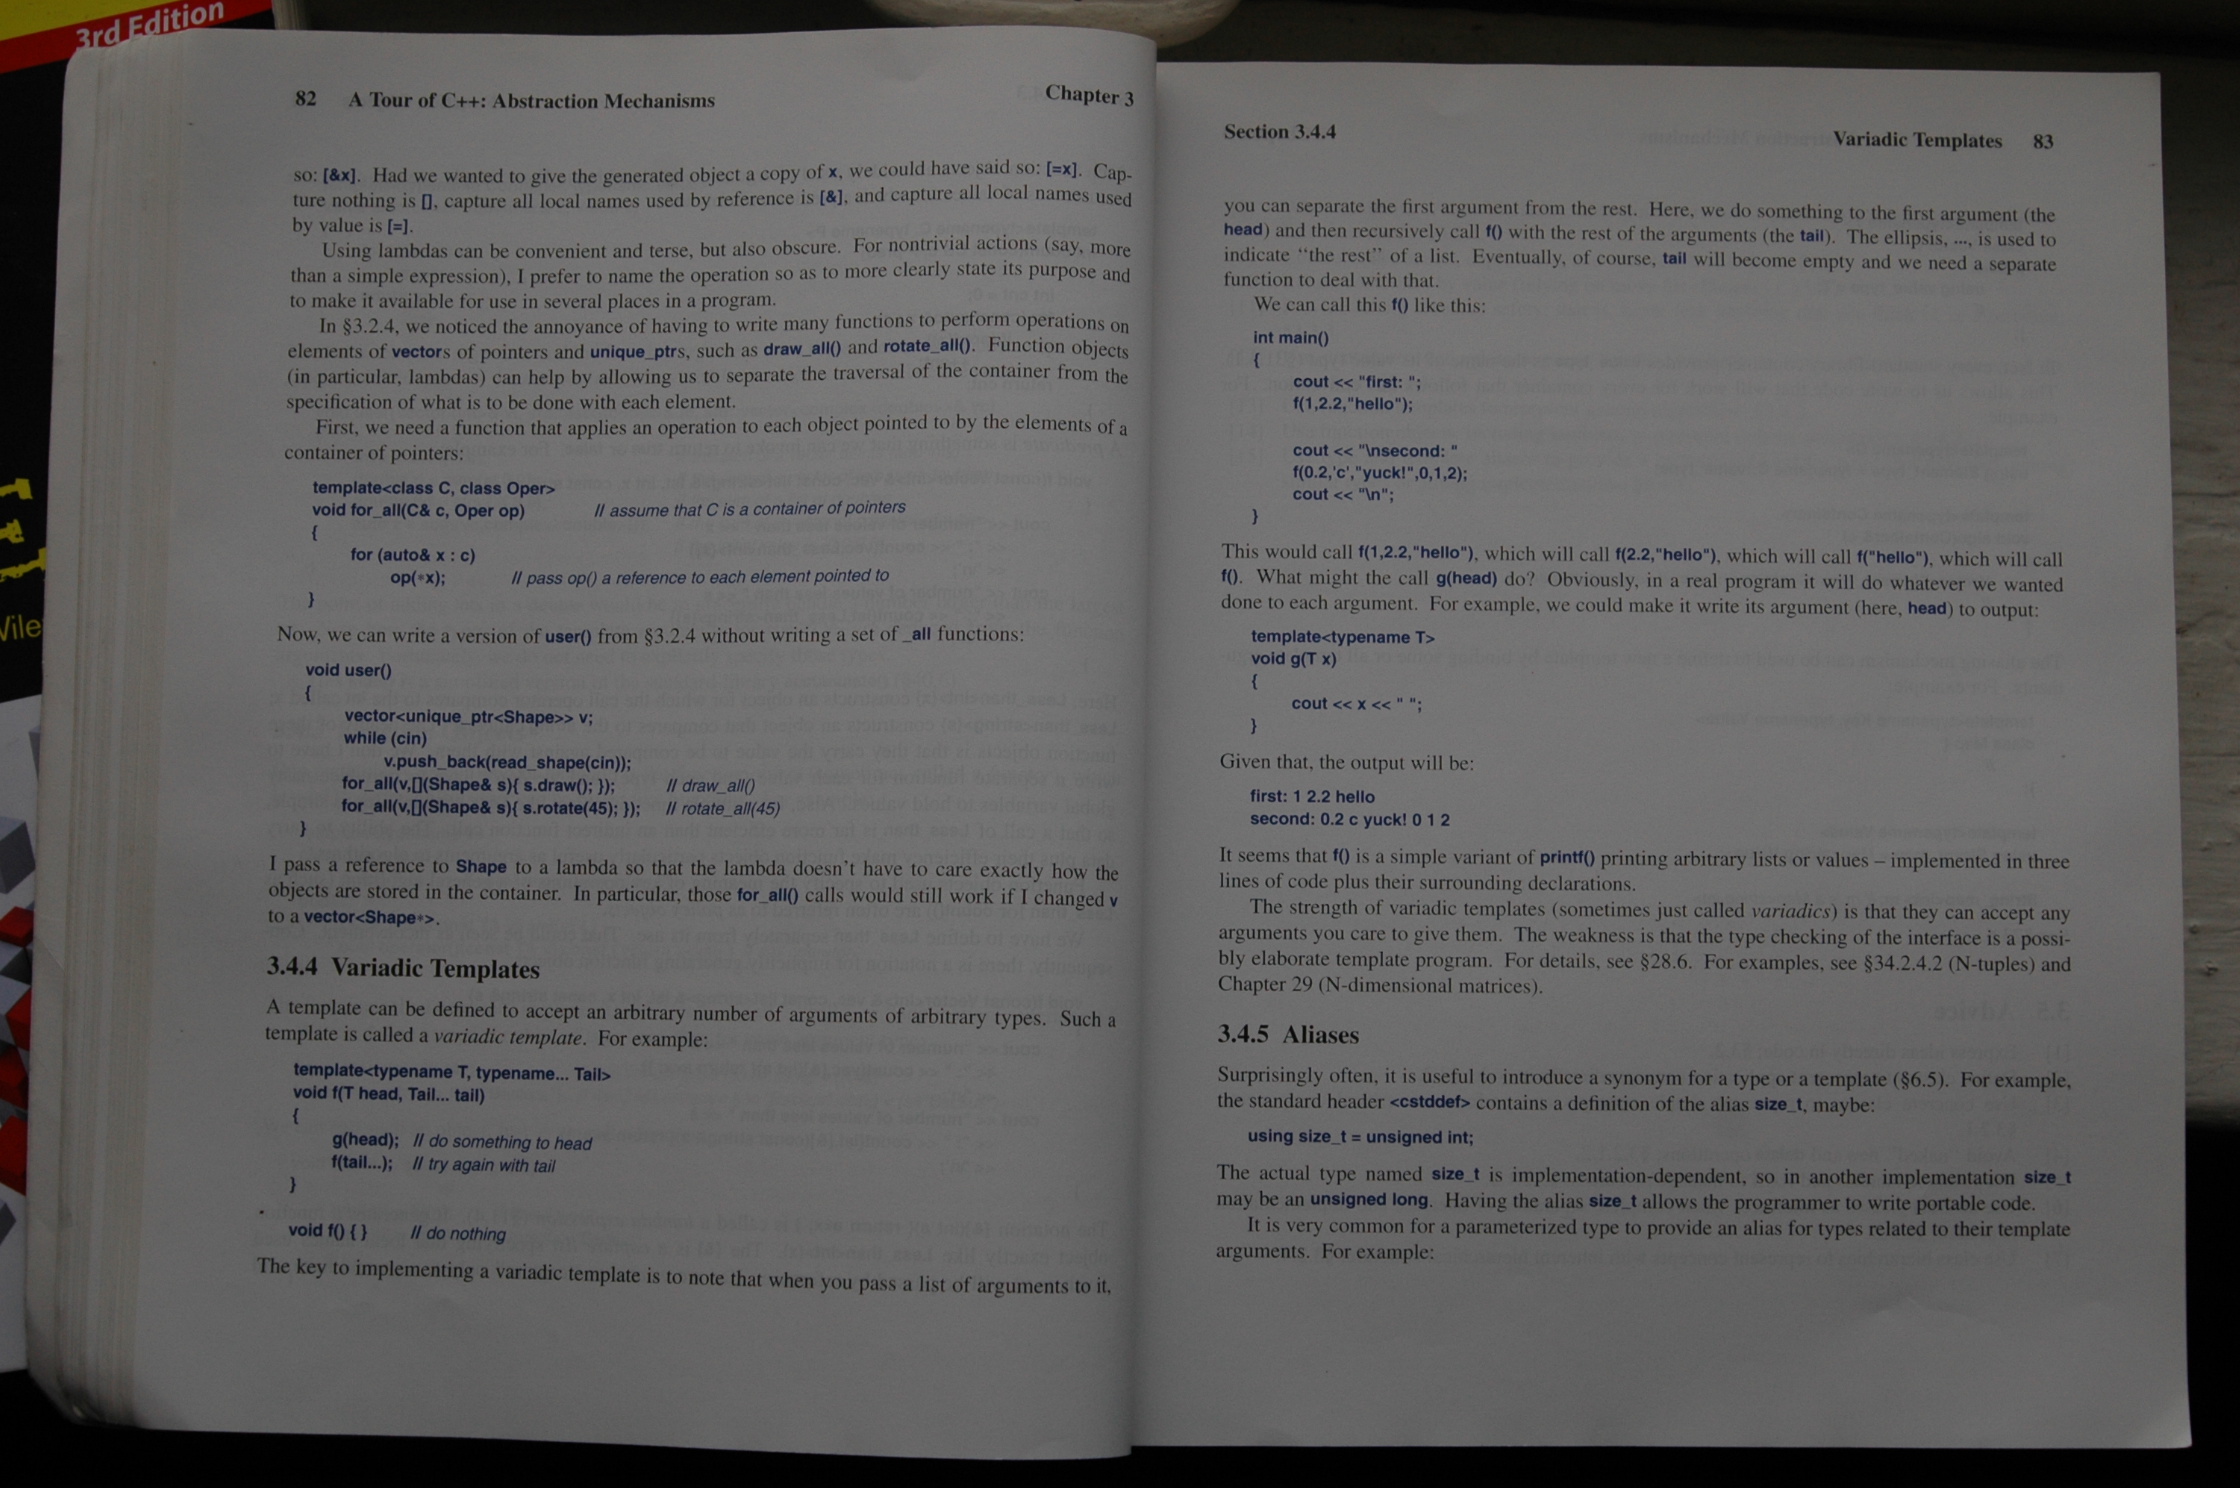 3rd Edition
Wile
82 A Tour of C++: Abstraction Mechanisms Chapter 3
so: [&x]. Had we wanted to give the generated object a copy of x, we could have said so: [=x]. Cap-
ture nothing is [], capture all local names used by reference is [&], and capture all local names used
by value is [=].
Using lambdas can be convenient and terse, but also obscure. For nontrivial actions (say, more
than a simple expression), I prefer to name the operation so as to more clearly state its purpose and
to make it available for use in several places in a program.
In §3.2.4, we noticed the annoyance of having to write many functions to perform operations on
elements of vectors of pointers and unique_ptrs, such as draw_all() and rotate_all(). Function objects
(in particular, lambdas) can help by allowing us to separate the traversal of the container from the
specification of what is to be done with each element.
First, we need a function that applies an operation to each object pointed to by the elements of a
container of pointers:
template<class C, class Oper>
void for_all(C& c, Oper op) // assume that C is a container of pointers
{
for (auto& x : c)
op(*x); // pass op() a reference to each element pointed to
}
Now, we can write a version of user() from §3.2.4 without writing a set of _all functions:
void user()
{
vector<unique_ptr<Shape>> v;
while (cin)
v.push_back(read_shape(cin));
for_all(v,[](Shape& s){ s.draw(); }); // draw_all()
for_all(v,[](Shape& s){ s.rotate(45); }); // rotate_all(45)
}
I pass a reference to Shape to a lambda so that the lambda doesn't have to care exactly how the
objects are stored in the container. In particular, those for_all() calls would still work if I changed v
to a vector<Shape*>.
3.4.4 Variadic Templates
A template can be defined to accept an arbitrary number of arguments of arbitrary types. Such a
template is called a variadic template. For example:
template<typename T, typename... Tail>
void f(T head, Tail... tail)
{
g(head); // do something to head
f(tail...); // try again with tail
}
void f() { } // do nothing
The key to implementing a variadic template is to note that when you pass a list of arguments to it,
Section 3.4.4 Variadic Templates 83
you can separate the first argument from the rest. Here, we do something to the first argument (the
head) and then recursively call f() with the rest of the arguments (the tail). The ellipsis, ..., is used to
indicate "the rest" of a list. Eventually, of course, tail will become empty and we need a separate
function to deal with that.
We can call this f() like this:
int main()
{
cout << "first: ";
f(1,2.2,"hello");
cout << "\nsecond: "
f(0.2,'c',"yuck!",0,1,2);
cout << "\n";
}
This would call f(1,2.2,"hello"), which will call f(2.2,"hello"), which will call f("hello"), which will call
f(). What might the call g(head) do? Obviously, in a real program it will do whatever we wanted
done to each argument. For example, we could make it write its argument (here, head) to output:
template<typename T>
void g(T x)
{
cout << x << " ";
}
Given that, the output will be:
first: 1 2.2 hello
second: 0.2 c yuck! 0 1 2
It seems that f() is a simple variant of printf() printing arbitrary lists or values – implemented in three
lines of code plus their surrounding declarations.
The strength of variadic templates (sometimes just called variadics) is that they can accept any
arguments you care to give them. The weakness is that the type checking of the interface is a possi-
bly elaborate template program. For details, see §28.6. For examples, see §34.2.4.2 (N-tuples) and
Chapter 29 (N-dimensional matrices).
3.4.5 Aliases
Surprisingly often, it is useful to introduce a synonym for a type or a template (§6.5). For example,
the standard header <cstddef> contains a definition of the alias size_t, maybe:
using size_t = unsigned int;
The actual type named size_t is implementation-dependent, so in another implementation size_t
may be an unsigned long. Having the alias size_t allows the programmer to write portable code.
It is very common for a parameterized type to provide an alias for types related to their template
arguments. For example: